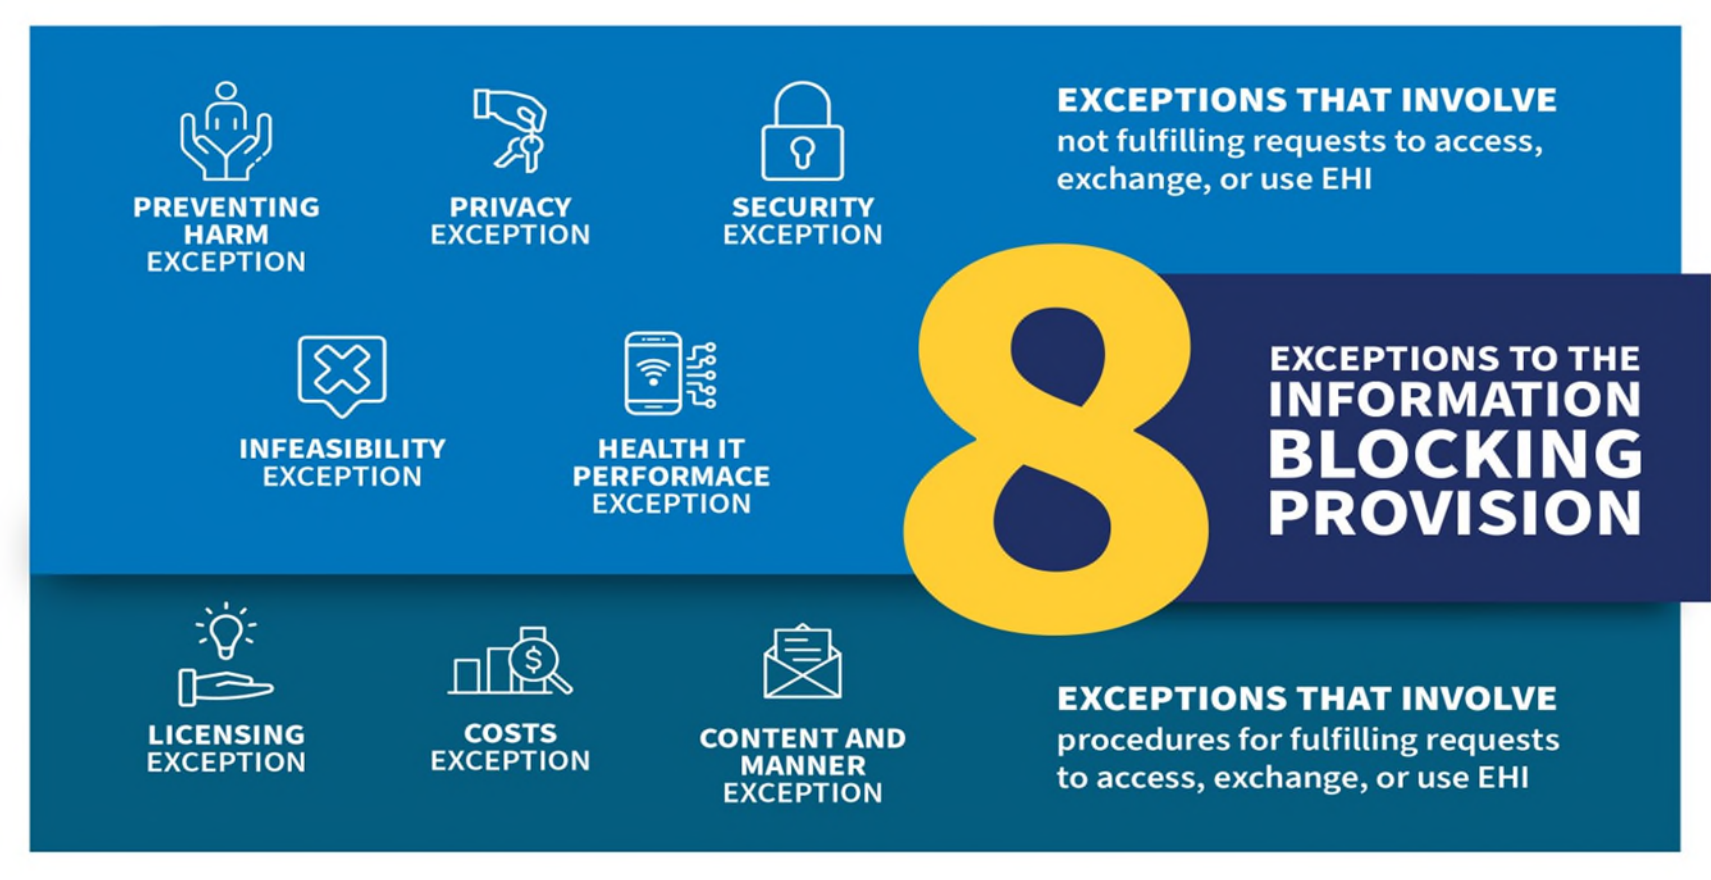 PREVENTING
HARM
EXCEPTION
PRIVACY
EXCEPTION
SECURITY
EXCEPTION
EXCEPTIONS THAT INVOLVE
not fulfilling requests to access,
exchange, or use EHI
INFEASIBILITY
EXCEPTION
HEALTH IT
PERFORMACE
EXCEPTION
8
EXCEPTIONS TO THE
INFORMATION
BLOCKING
PROVISION
LICENSING
EXCEPTION
COSTS
EXCEPTION
$
CONTENT AND
MANNER
EXCEPTION
EXCEPTIONS THAT INVOLVE
procedures for fulfilling requests
to access, exchange, or use EHI